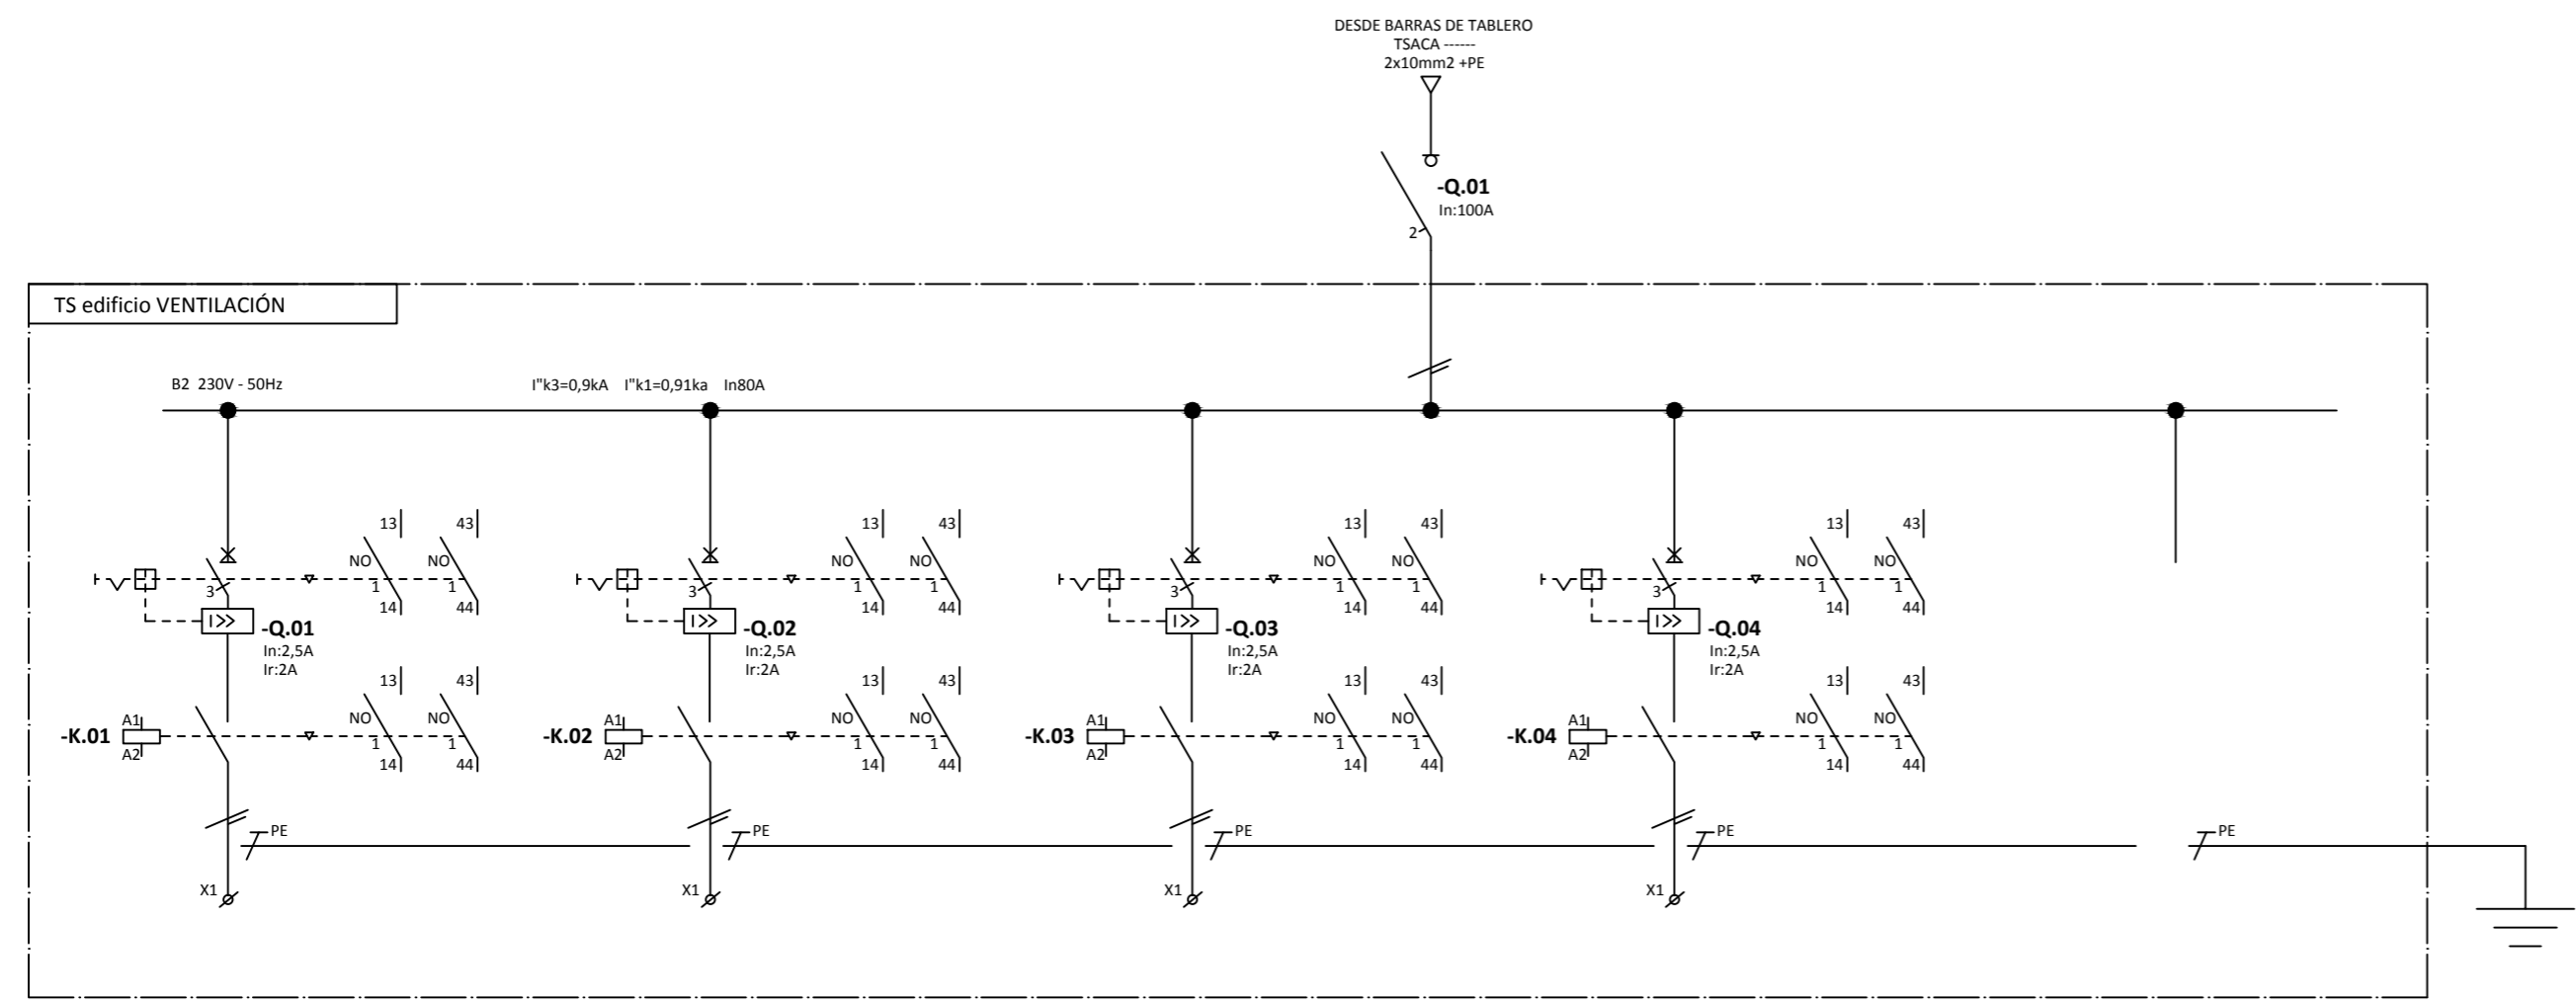 DESDE BARRAS DE TABLERO
TSACA ------
2x10mm2 +PE
-Q.01
In:100A
2
TS edificio VENTILACIÓN
B2 230V - 50Hz
I"k3=0,9kA I"k1=0,91ka In80A
13 43 13 43 13 43 13 43
NO NO NO NO NO NO NO NO
3 1 1 3 1 1 3 1 1 3 1 1
14 44 14 44 14 44 14 44
I>> I>> I>> I>>
-Q.01 -Q.02 -Q.03 -Q.04
In:2,5A In:2,5A In:2,5A In:2,5A
Ir:2A Ir:2A Ir:2A Ir:2A
13 43 13 43 13 43 13 43
A1 NO NO A1 NO NO A1 NO NO A1 NO NO
-K.01 -K.02 -K.03 -K.04
1 1 1 1 1 1 1 1
A2 14 44 A2 14 44 A2 14 44 A2 14 44
PE PE PE PE PE
X1 X1 X1 X1